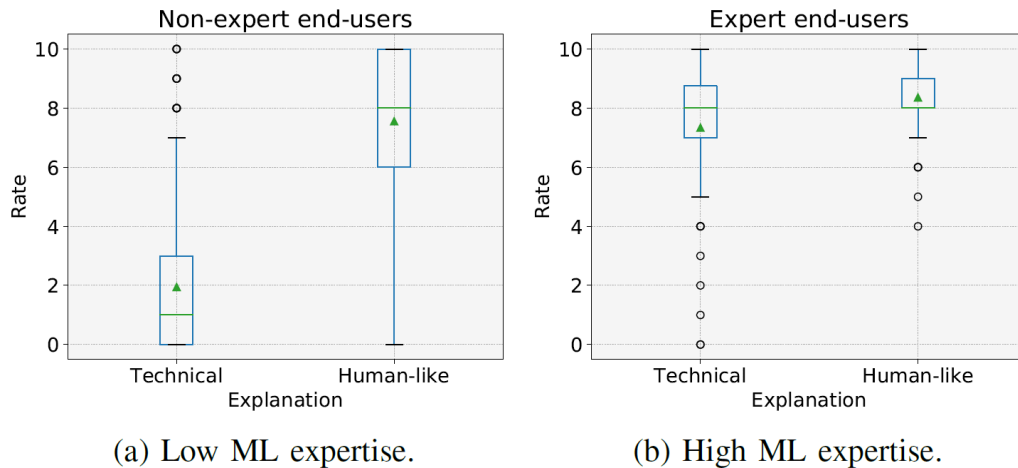 Non-expert end-users
10
8
6
4
2
0
Rate
Technical
Human-like
Explanation
(a) Low ML expertise.
Expert end-users
10
8
6
4
2
0
Rate
Technical
Human-like
Explanation
(b) High ML expertise.